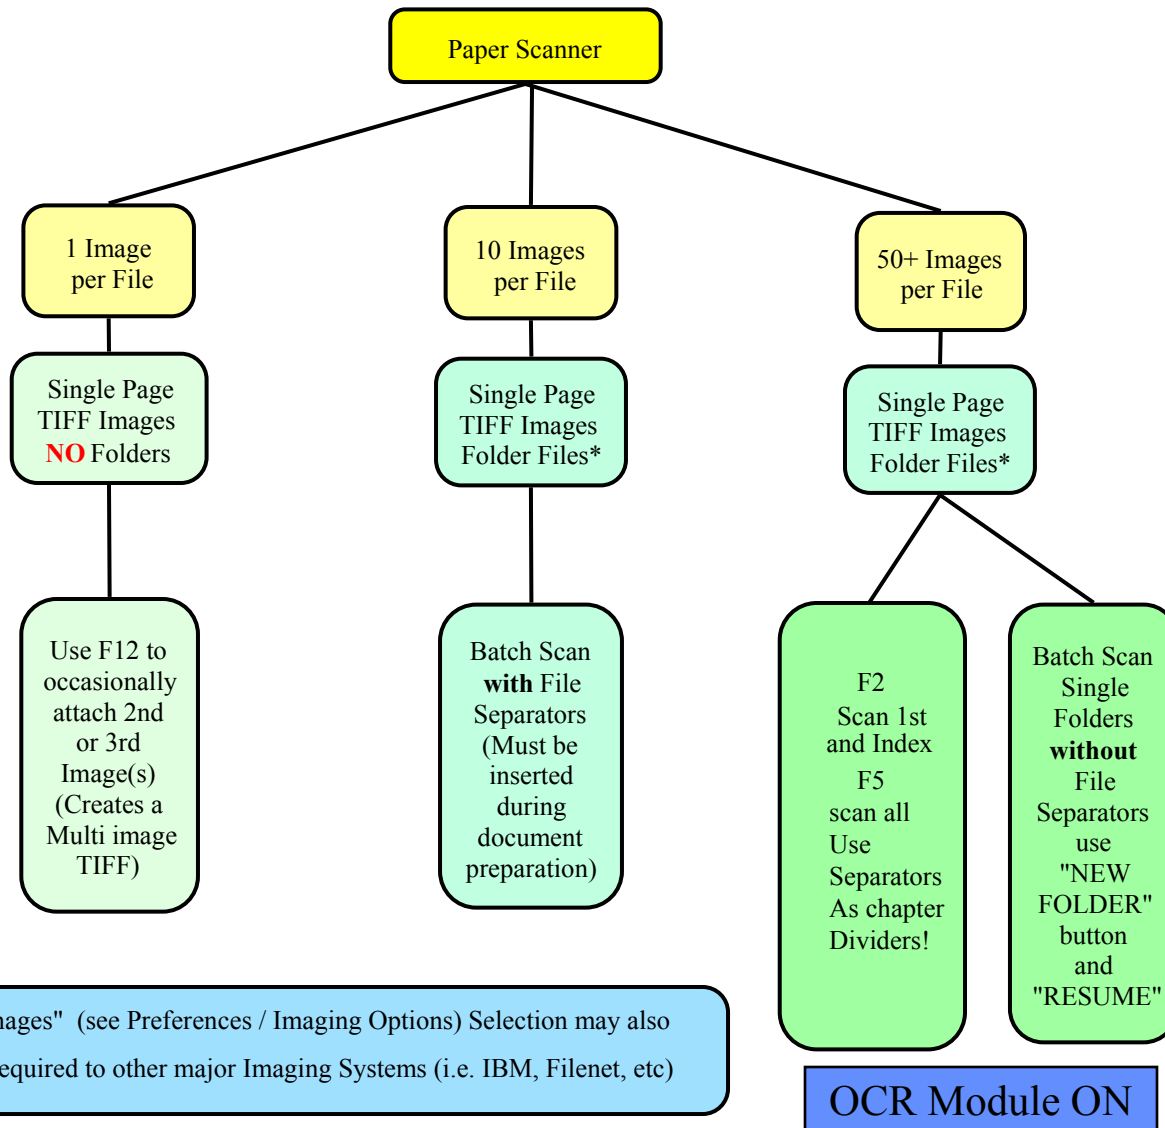 Paper Scanner
1 Image
per File
10 Images
per File
50+ Images
per File
Single Page
TIFF Images
NO Folders
Single Page
TIFF Images
Folder Files*
Single Page
TIFF Images
Folder Files*
Use F12 to
occasionally
attach 2nd
or 3rd
Image(s)
(Creates a
Multi image
TIFF)
Batch Scan
with File
Separators
(Must be
inserted
during
document
preparation)
F2
Scan 1st
and Index
F5
scan all
Use
Separators
As chapter
Dividers!
Batch Scan
Single
Folders
without
File
Separators
use
"NEW
FOLDER"
button
and
"RESUME"
(see Preferences / Imaging Options) Selection may also
to other major Imaging Systems (i.e. IBM, Filenet, etc)
OCR Module ON